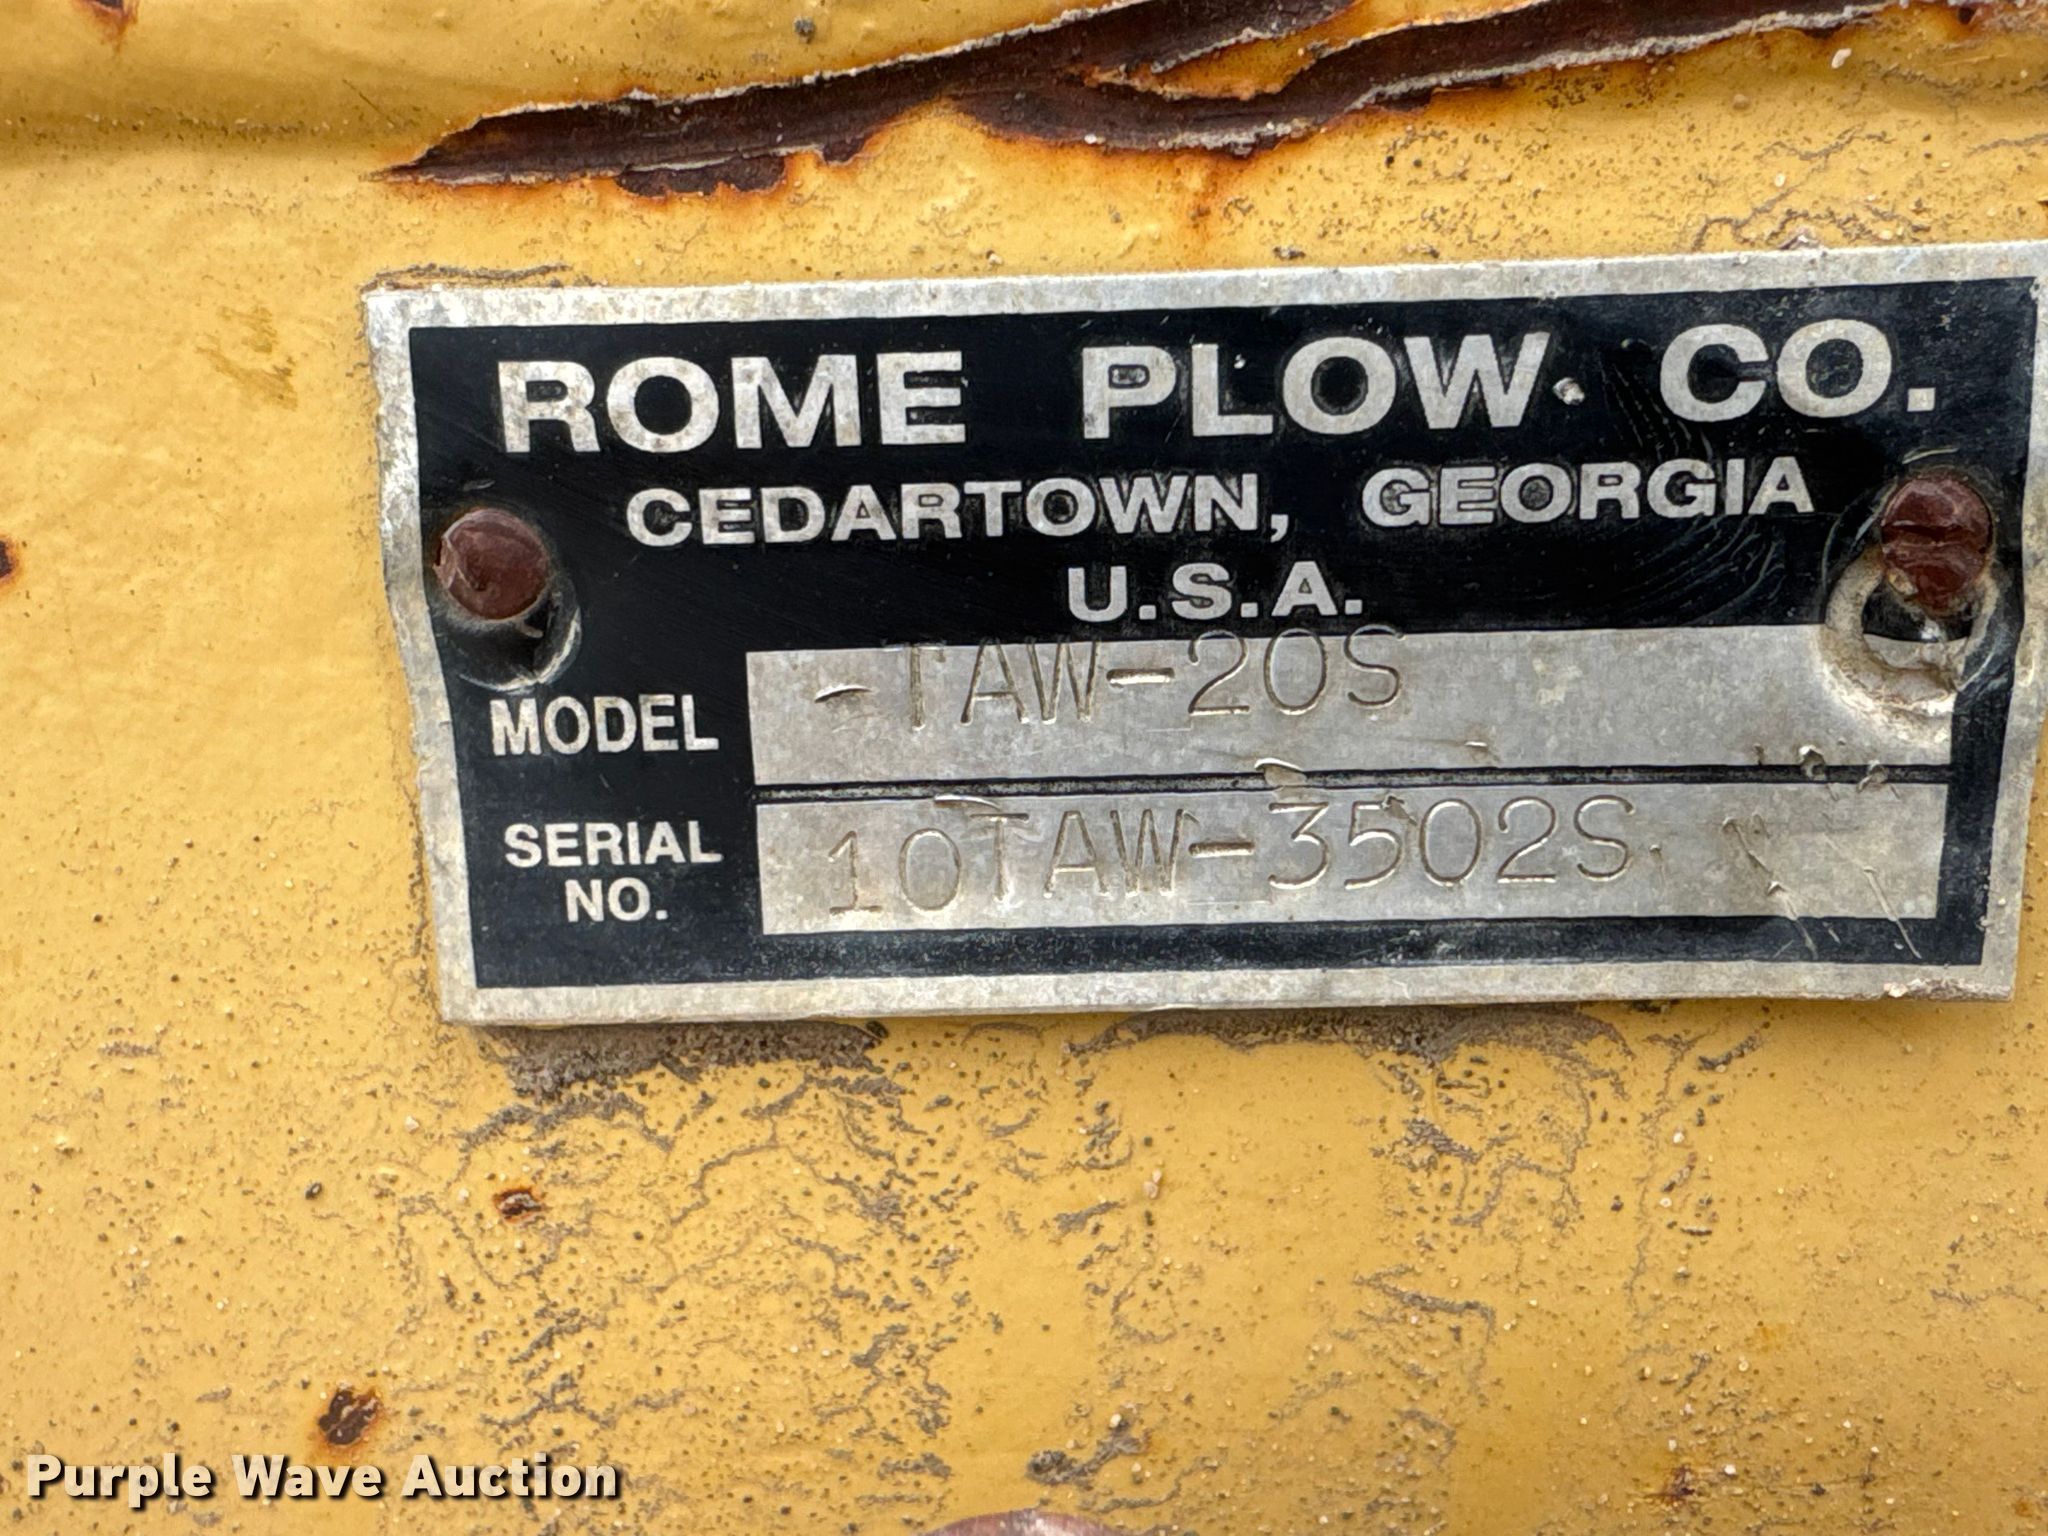 ROME PLOW CO.
CEDARTOWN, GEORGIA
U.S.A.
MODEL -TAW-20S
SERIAL NO. 10TAW-3502S
Purple Wave Auction